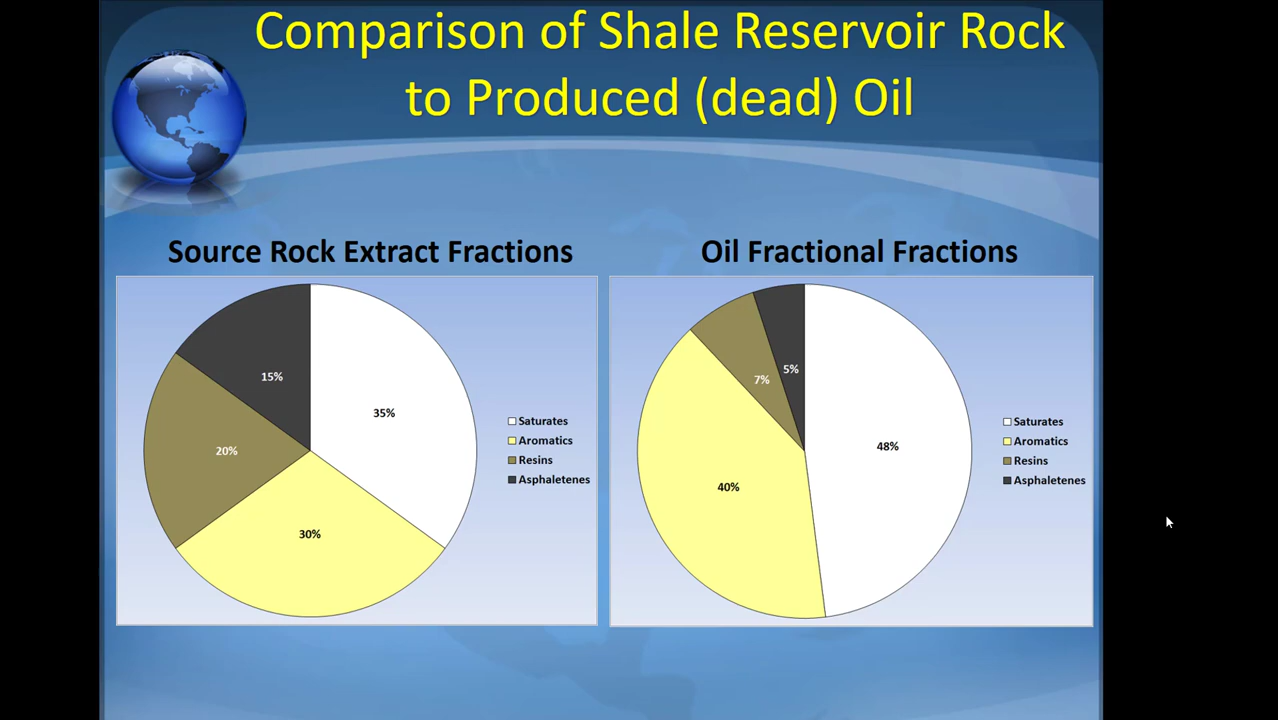 Comparison of Shale Reservoir Rock
to Produced (dead) Oil
Source Rock Extract Fractions
35%
30%
20%
15%
Saturates
Aromatics
Resins
Asphaletenes
Oil Fractional Fractions
48%
40%
7%
5%
Saturates
Aromatics
Resins
Asphaletenes